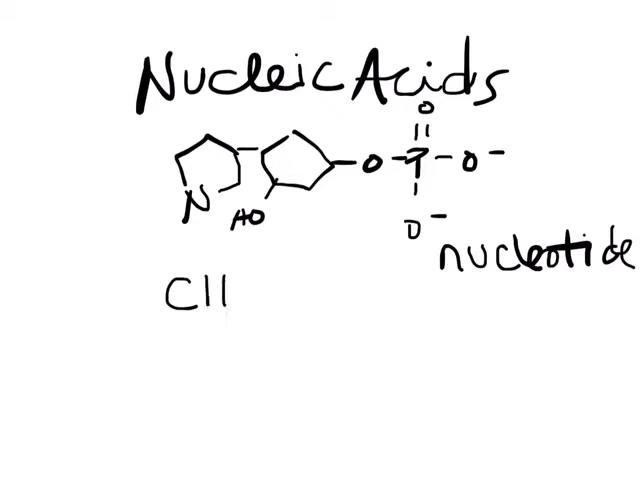 Nucleic Acids
O
O P O −
N HO
O −
nucleotide
C11